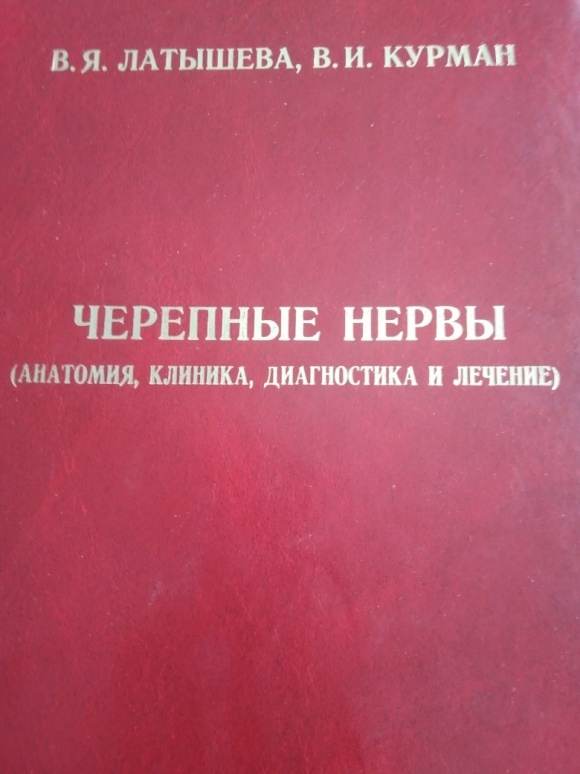 В. Я. ЛАТЫШЕВА, В. И. КУРМАН
ЧЕРЕПНЫЕ НЕРВЫ
(АНАТОМИЯ, КЛИНИКА, ДИАГНОСТИКА И ЛЕЧЕНИЕ)